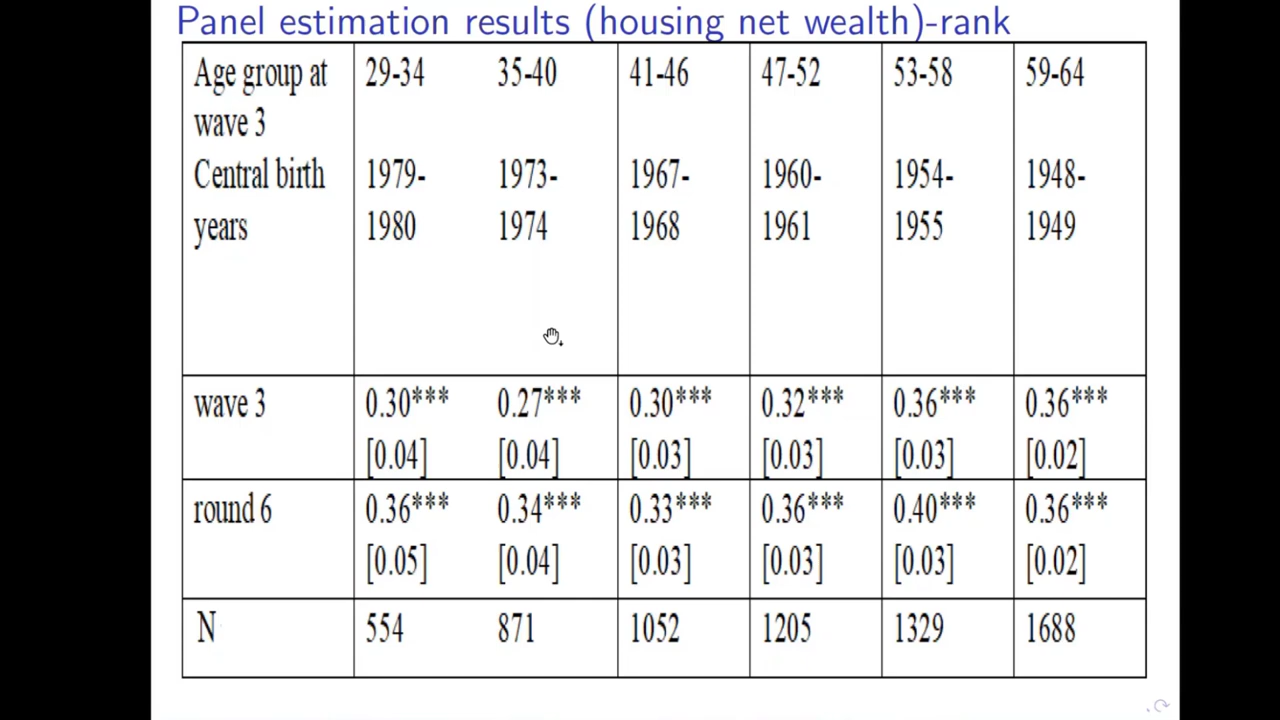 Panel estimation results (housing net wealth)-rank
Age group at 29-34 35-40 41-46 47-52 53-58 59-64
wave 3
Central birth 1979- 1973- 1967- 1960- 1954- 1948-
years 1980 1974 1968 1961 1955 1949
wave 3 0.30*** 0.27*** 0.30*** 0.32*** 0.36*** 0.36***
[0.04] [0.04] [0.03] [0.03] [0.03] [0.02]
round 6 0.36*** 0.34*** 0.33*** 0.36*** 0.40*** 0.36***
[0.05] [0.04] [0.03] [0.03] [0.03] [0.02]
N 554 871 1052 1205 1329 1688